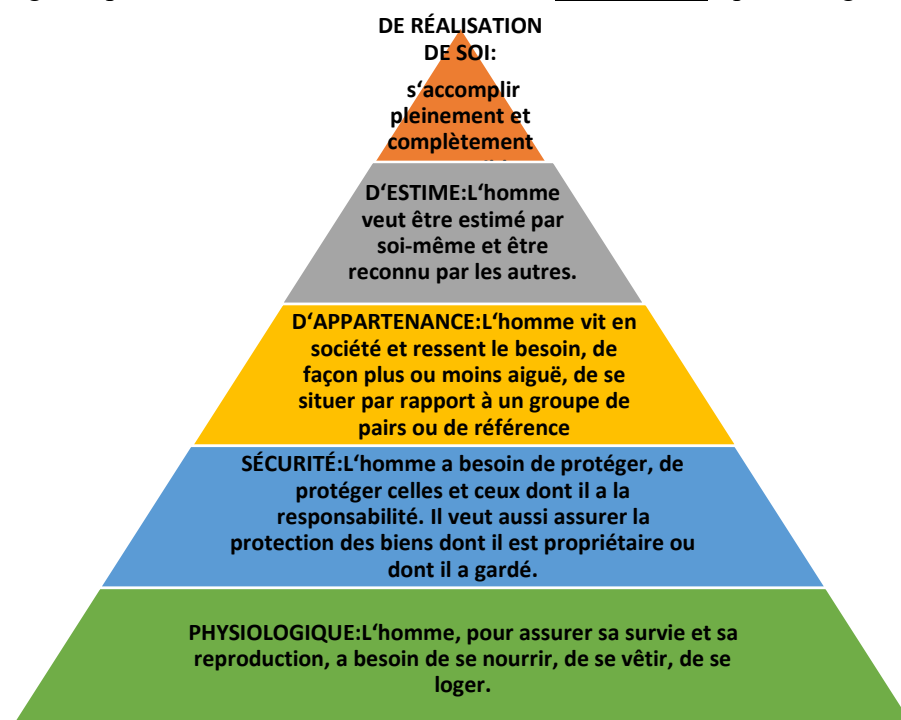 DE RÉALISATION
DE SOI:
s‘accomplir
pleinement et
complètement
D‘ESTIME:L‘homme
veut être estimé par
soi-même et être
reconnu par les autres.
D‘APPARTENANCE:L‘homme vit en
société et ressent le besoin, de
façon plus ou moins aiguë, de se
situer par rapport à un groupe de
pairs ou de référence
SÉCURITÉ:L‘homme a besoin de protéger, de
protéger celles et ceux dont il a la
responsabilité. Il veut aussi assurer la
protection des biens dont il est propriétaire ou
dont il a gardé.
PHYSIOLOGIQUE:L‘homme, pour assurer sa survie et sa
reproduction, a besoin de se nourrir, de se vêtir, de se
loger.